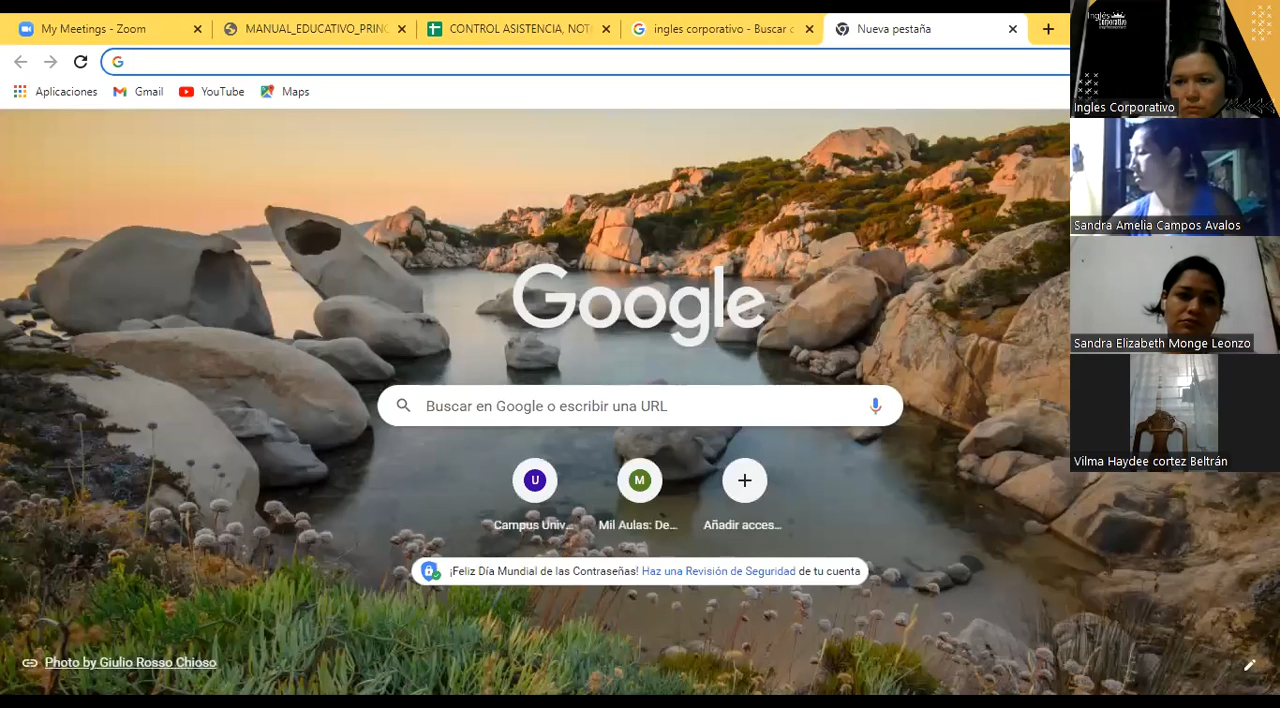 My Meetings - Zoom
MANUAL_EDUCATIVO_PRINC
CONTROL ASISTENCIA, NOT
ingles corporativo - Buscar c
Nueva pestaña
Aplicaciones
Gmail
YouTube
Maps
Google
Buscar en Google o escribir una URL
U
M
Campus Univ...
Mil Aulas: De...
Añadir acces...
¡Feliz Día Mundial de las Contraseñas! Haz una Revisión de Seguridad de tu cuenta
Photo by Giulio Rosso Chioso
Inglés
Corporativo
Ingles Corporativo
Sandra Amelia Campos Avalos
Sandra Elizabeth Monge Leonzo
Vilma Haydee cortez Beltrán